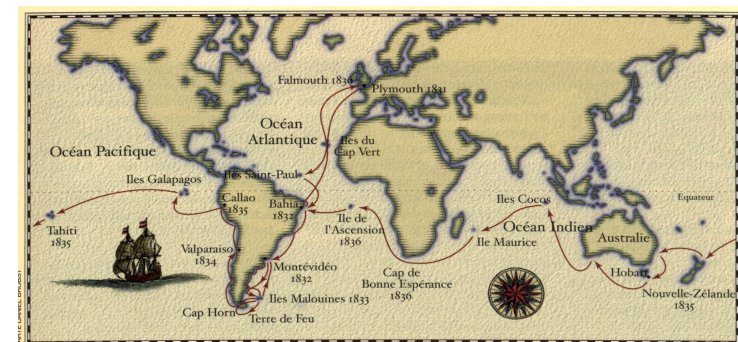 Falmouth 1836
Plymouth 1831
Océan
Atlantique
Iles du
Cap Vert
Océan Pacifique
Iles Saint-Paul
Iles Galapagos
Callao
1835
Bahia
1832
Iles Cocos
Equateur
Tahiti
1835
Ile de
l'Ascension
1836
Océan Indien
Ile Maurice
Australie
Valparaiso
1834
Montévidéo
1832
Cap de
Bonne Espérance
1836
Hobart
Nouvelle-Zélande
1835
Iles Malouines 1833
Cap Horn
Terre de Feu